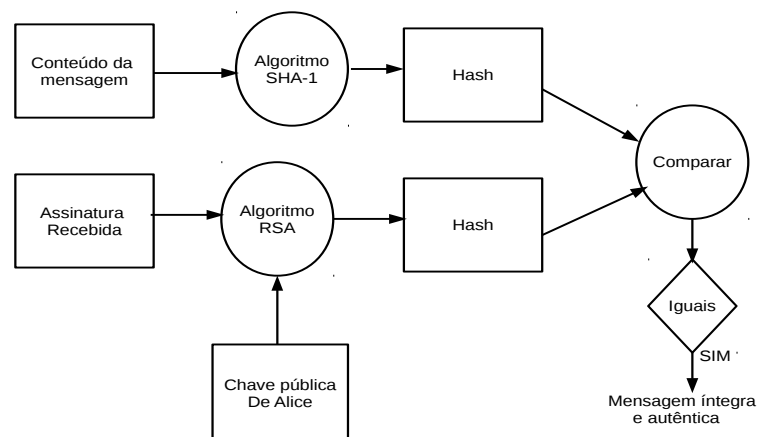 Conteúdo da
mensagem
Algoritmo
SHA-1
Hash
Comparar
Assinatura
Recebida
Algoritmo
RSA
Hash
Iguais
SIM
Chave pública
De Alice
Mensagem íntegra
e autêntica